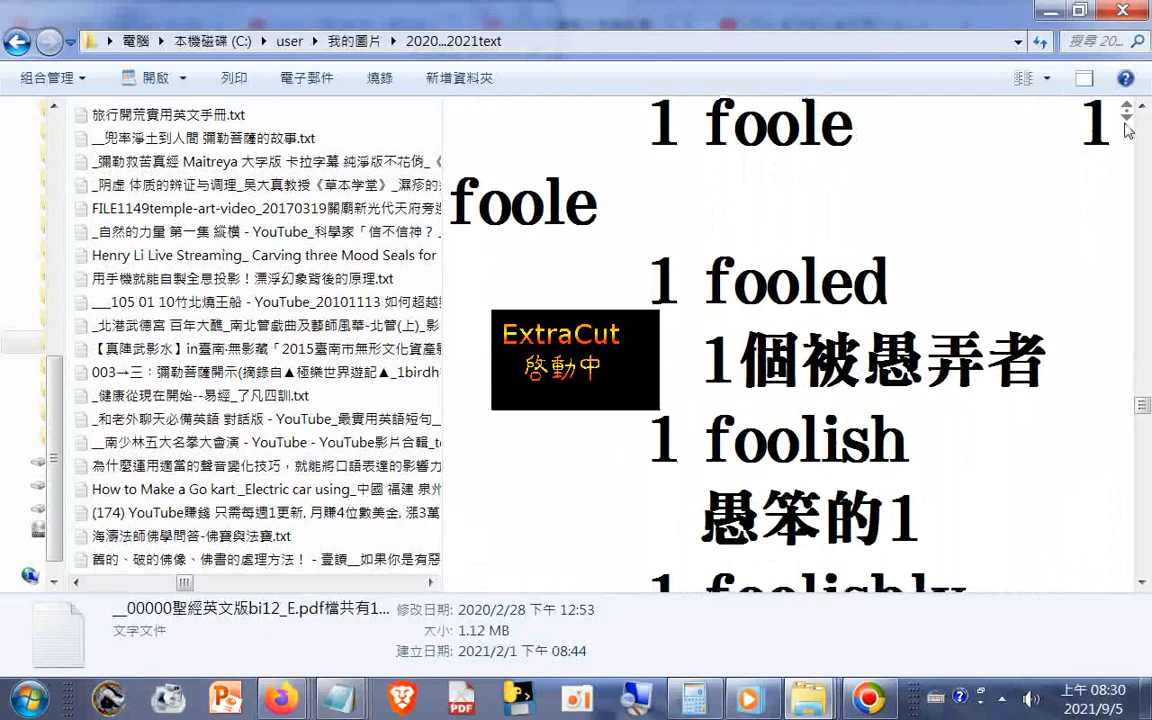 電腦 本機磁碟 (C:) user 我的圖片 2020...2021text
搜尋 20...
組合管理 開啟 列印 電子郵件 燒錄 新增資料夾
旅行開荒實用英文手冊.txt
__兜率淨土到人間 彌勒菩薩的故事.txt
_彌勒救苦真經 Maitreya 大字版 卡拉字幕 純淨版不花俏_《
_阴虚 体质的辨证与调理_吴大真教授《草本学堂》_濕疹的
FILE1149temple-art-video_20170319關廟新光代天府旁邊
_自然的力量 第一集 縱橫 - YouTube_科學家「信不信神？」
Henry Li Live Streaming_ Carving three Mood Seals for
用手機就能自製全息投影！漂浮幻象背後的原理.txt
___105 01 10竹北燒王船 - YouTube_20101113 如何超越
_北港武德宮 百年大醮_南北管戲曲及藝師風華-北管(上)_影
【真陣武影水】in臺南·無影藏「2015臺南市無形文化資產
003→三：彌勒菩薩開示(摘錄自▲極樂世界遊記▲_1birdh
_健康從現在開始--易經_了凡四訓.txt
_和老外聊天必備英語 對話版 - YouTube_最實用英語短句_
__南少林五大名拳大會演 - YouTube - YouTube影片合輯_to
為什麼運用適當的聲音變化技巧，就能將口語表達的影響力
How to Make a Go kart _Electric car using_中國 福建 泉州
(174) YouTube賺錢 只需每週1更新, 月賺4位數美金, 漲3萬
海濤法師佛學問答-佛寶與法寶.txt
舊的、破的佛像、佛書的處理方法！ - 壹讀__如果你是有惡
1 foole 1
foole
1 fooled
1個被愚弄者
1 foolish
愚笨的1
1 foolishly
ExtraCut
啓動中
__00000聖經英文版bi12_E.pdf檔共有1... 修改日期: 2020/2/28 下午 12:53
文字文件 大小: 1.12 MB
建立日期: 2021/2/1 下午 08:44
PDF
上午 08:30
2021/9/5